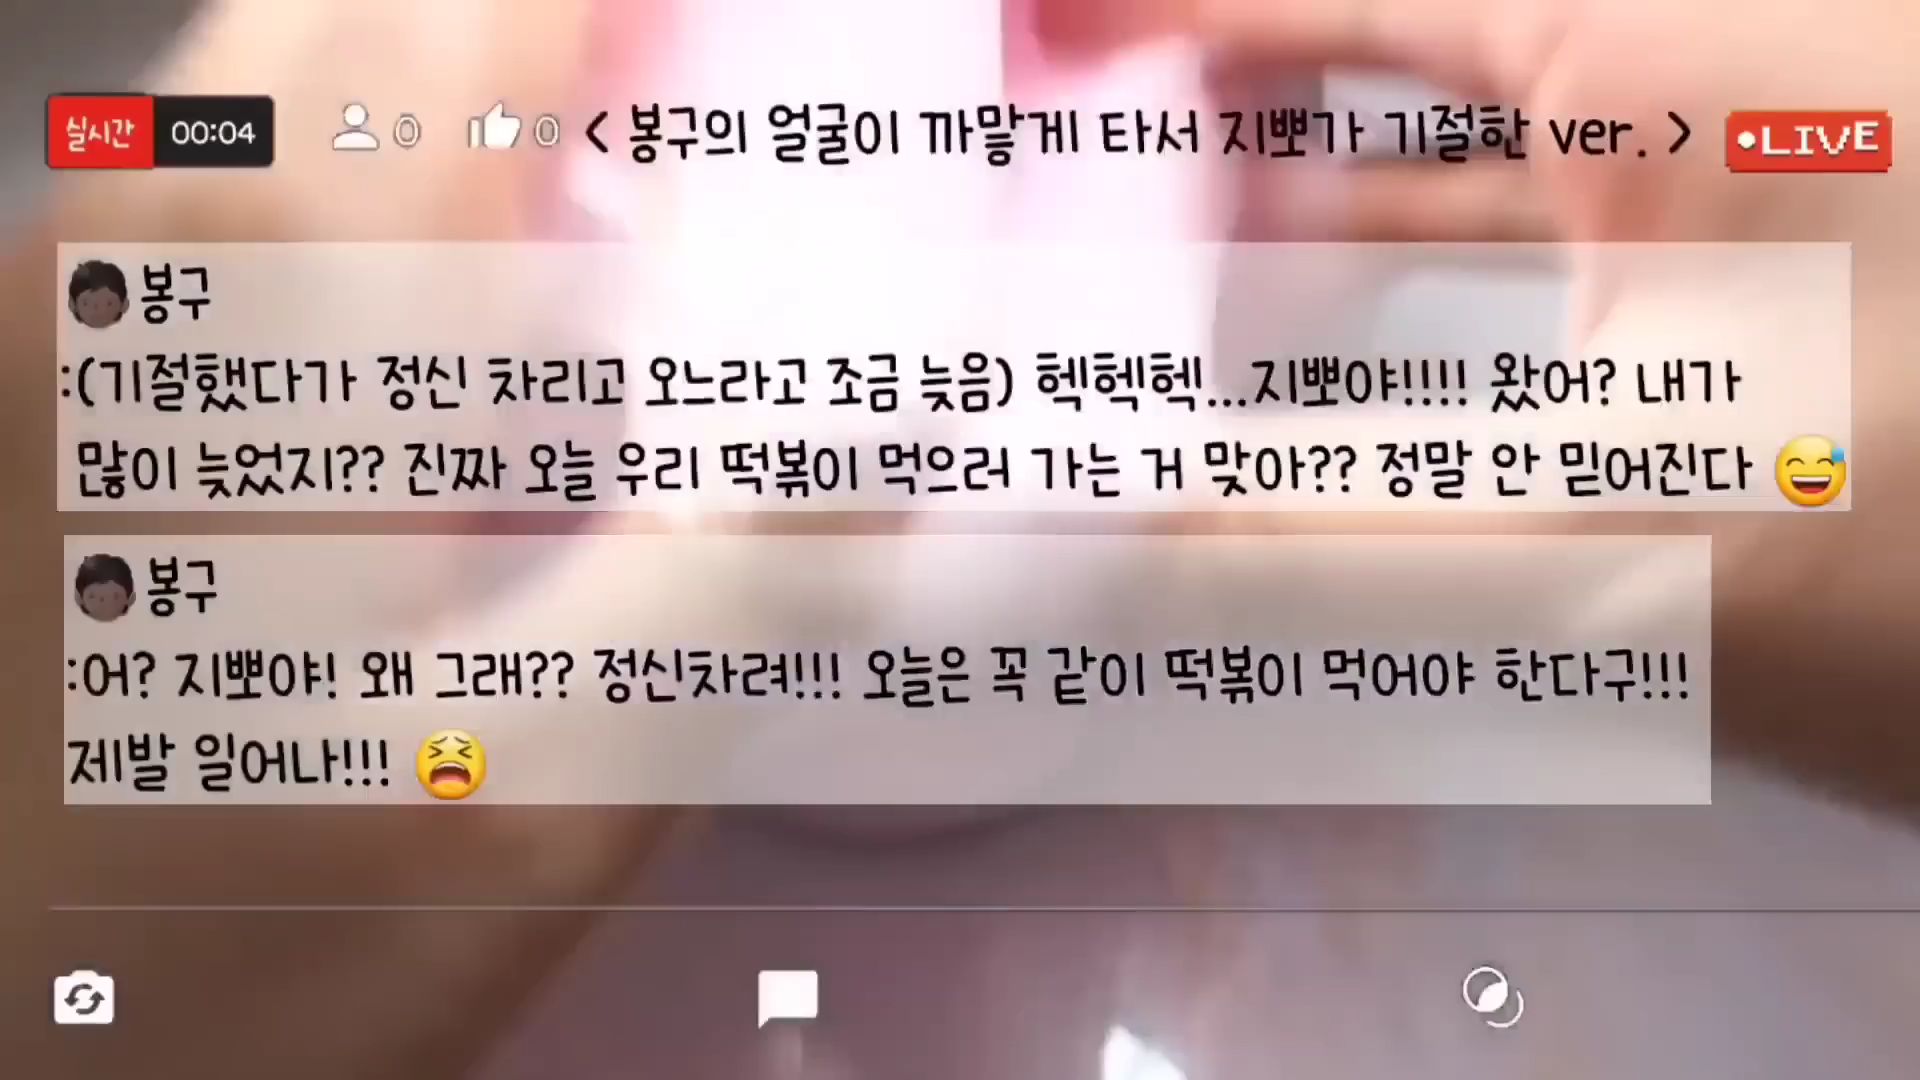 실시간 00:04 0 0 < 봉구의 얼굴이 까맣게 타서 지뽀가 기절한 ver. > •LIVE
봉구
:(기절했다가 정신 차리고 오느라고 조금 늦음) 헥헥헥...지뽀야!!!! 왔어? 내가
많이 늦었지?? 진짜 오늘 우리 떡볶이 먹으러 가는 거 맞아?? 정말 안 믿어진다 😅
봉구
:어? 지뽀야! 왜 그래?? 정신차려!!! 오늘은 꼭 같이 떡볶이 먹어야 한다구!!!
제발 일어나!!! 😫